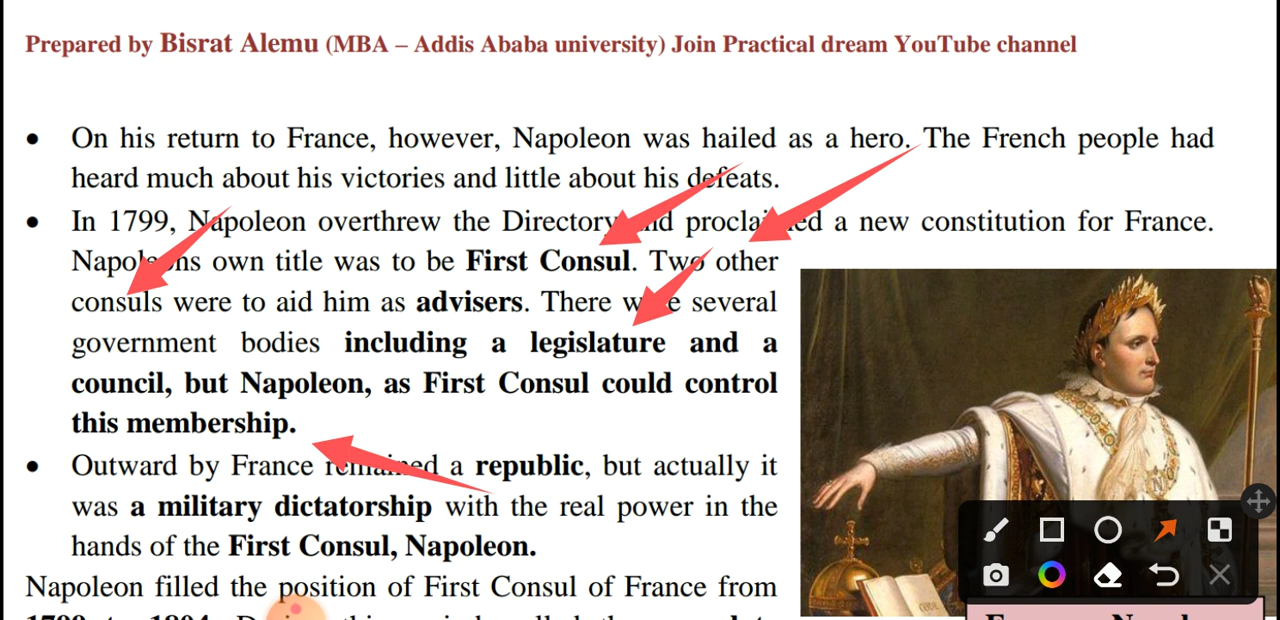 Prepared by Bisrat Alemu (MBA – Addis Ababa university) Join Practical dream YouTube channel
• On his return to France, however, Napoleon was hailed as a hero. The French people had
heard much about his victories and little about his defeats.
• In 1799, Napoleon overthrew the Directory and proclaimed a new constitution for France.
Napoleons own title was to be First Consul. Two other
consuls were to aid him as advisers. There were several
government bodies including a legislature and a
council, but Napoleon, as First Consul could control
this membership.
• Outward by France remained a republic, but actually it
was a military dictatorship with the real power in the
hands of the First Consul, Napoleon.
Napoleon filled the position of First Consul of France from